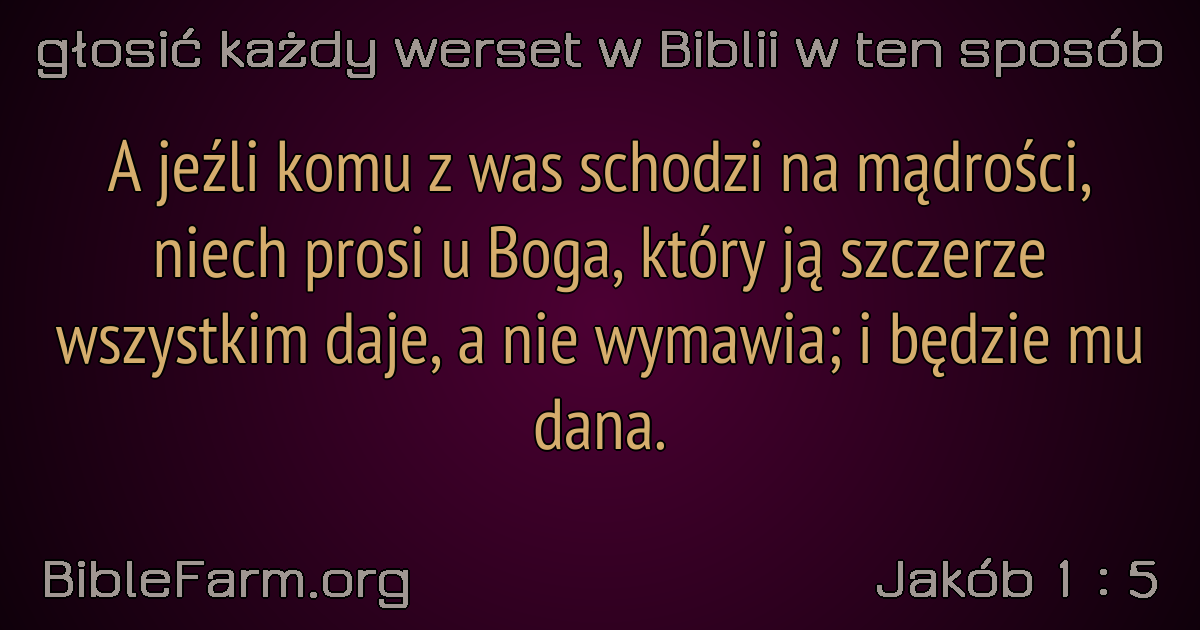 głosić każdy werset w Biblii w ten sposób
A jeźli komu z was schodzi na mądrości,
niech prosi u Boga, który ją szczerze
wszystkim daje, a nie wymawia; i będzie mu
dana.
BibleFarm.org
Jakób 1 : 5